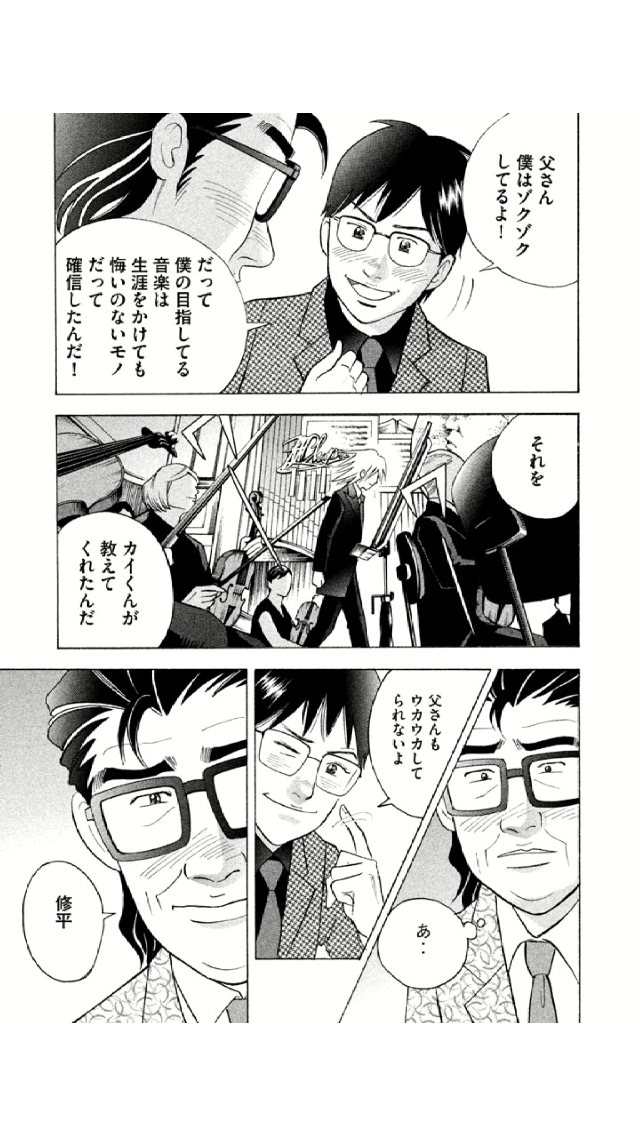 父さん
僕はゾクゾク
してるよ！
だって
僕の目指してる
音楽は
生涯をかけても
悔いのないモノ
だって
確信したんだ！
それを
カイくんが
教えて
くれたんだ
父さんも
ウカウカして
られないよ
あ‥
修平